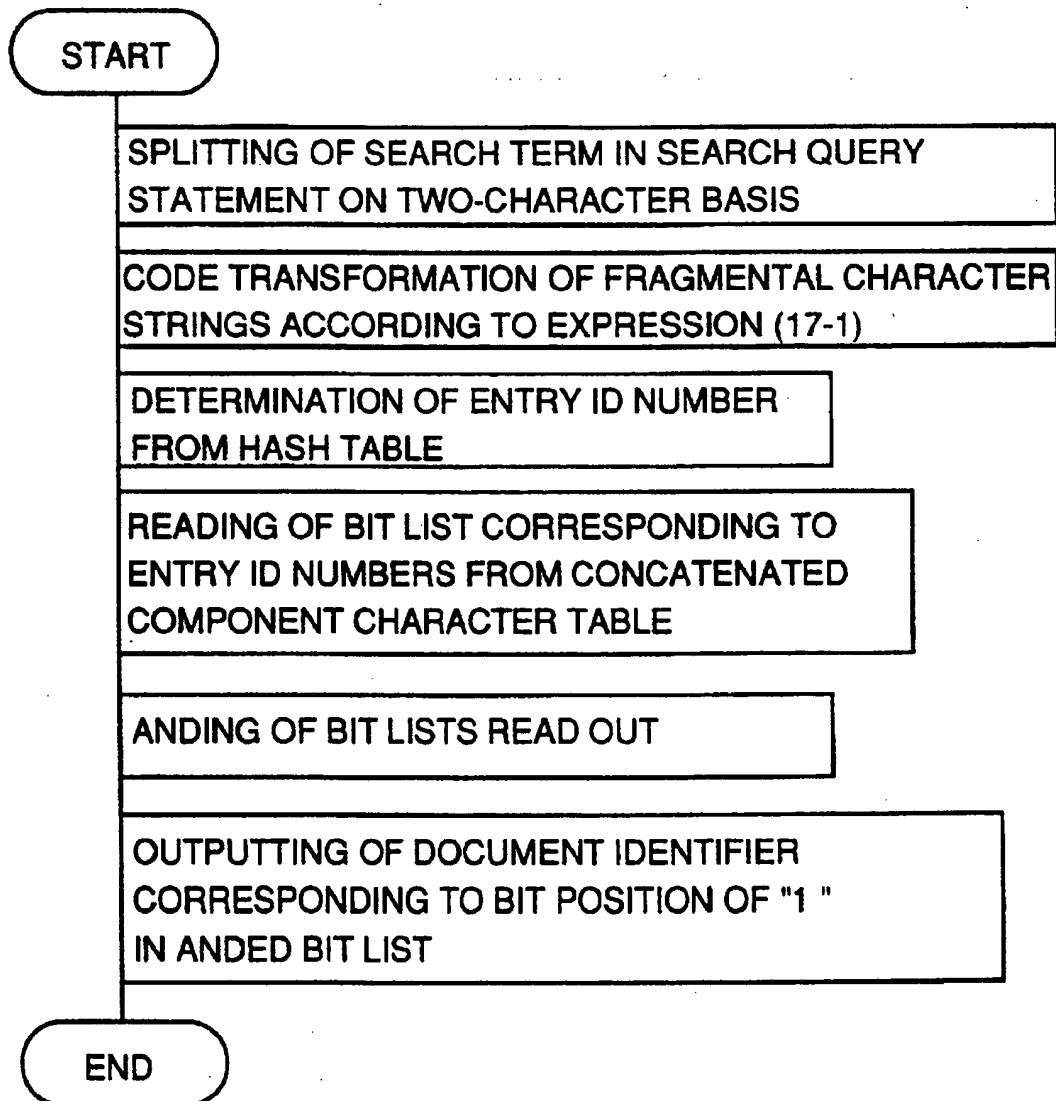 START
SPLITTING OF SEARCH TERM IN SEARCH QUERY
STATEMENT ON TWO-CHARACTER BASIS
CODE TRANSFORMATION OF FRAGMENTAL CHARACTER
STRINGS ACCORDING TO EXPRESSION (17-1)
DETERMINATION OF ENTRY ID NUMBER
FROM HASH TABLE
READING OF BIT LIST CORRESPONDING TO
ENTRY ID NUMBERS FROM CONCATENATED
COMPONENT CHARACTER TABLE
ANDING OF BIT LISTS READ OUT
OUTPUTTING OF DOCUMENT IDENTIFIER
CORRESPONDING TO BIT POSITION OF "1 "
IN ANDED BIT LIST
END